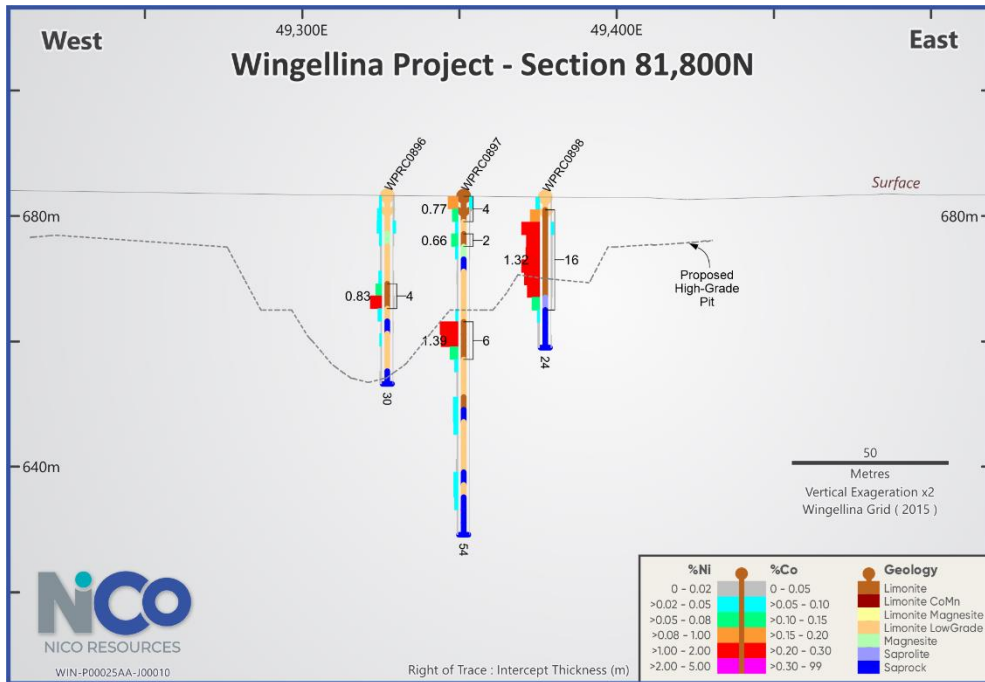 49,300E
49,400E
West
East
Wingellina Project - Section 81,800N
WPRC0896
WPRC0897
WPRC0898
Surface
680m
680m
0.77
4
0.66
2
1.32
16
Proposed
High-Grade
Pit
0.83
4
1.39
6
24
30
54
640m
50
Metres
Vertical Exageration x2
Wingellina Grid ( 2015 )
%Ni
%Co
Geology
0 - 0.02
0 - 0.05
Limonite
>0.02 - 0.05
>0.05 - 0.10
Limonite CoMn
>0.05 - 0.08
>0.10 - 0.15
Limonite Magnesite
>0.08 - 1.00
>0.15 - 0.20
Limonite LowGrade
Magnesite
>1.00 - 2.00
>0.20 - 0.30
Saprolite
>2.00 - 5.00
>0.30 - 99
Saprock
NiCo
NICO RESOURCES
WIN-P00025AA-J00010
Right of Trace : Intercept Thickness (m)